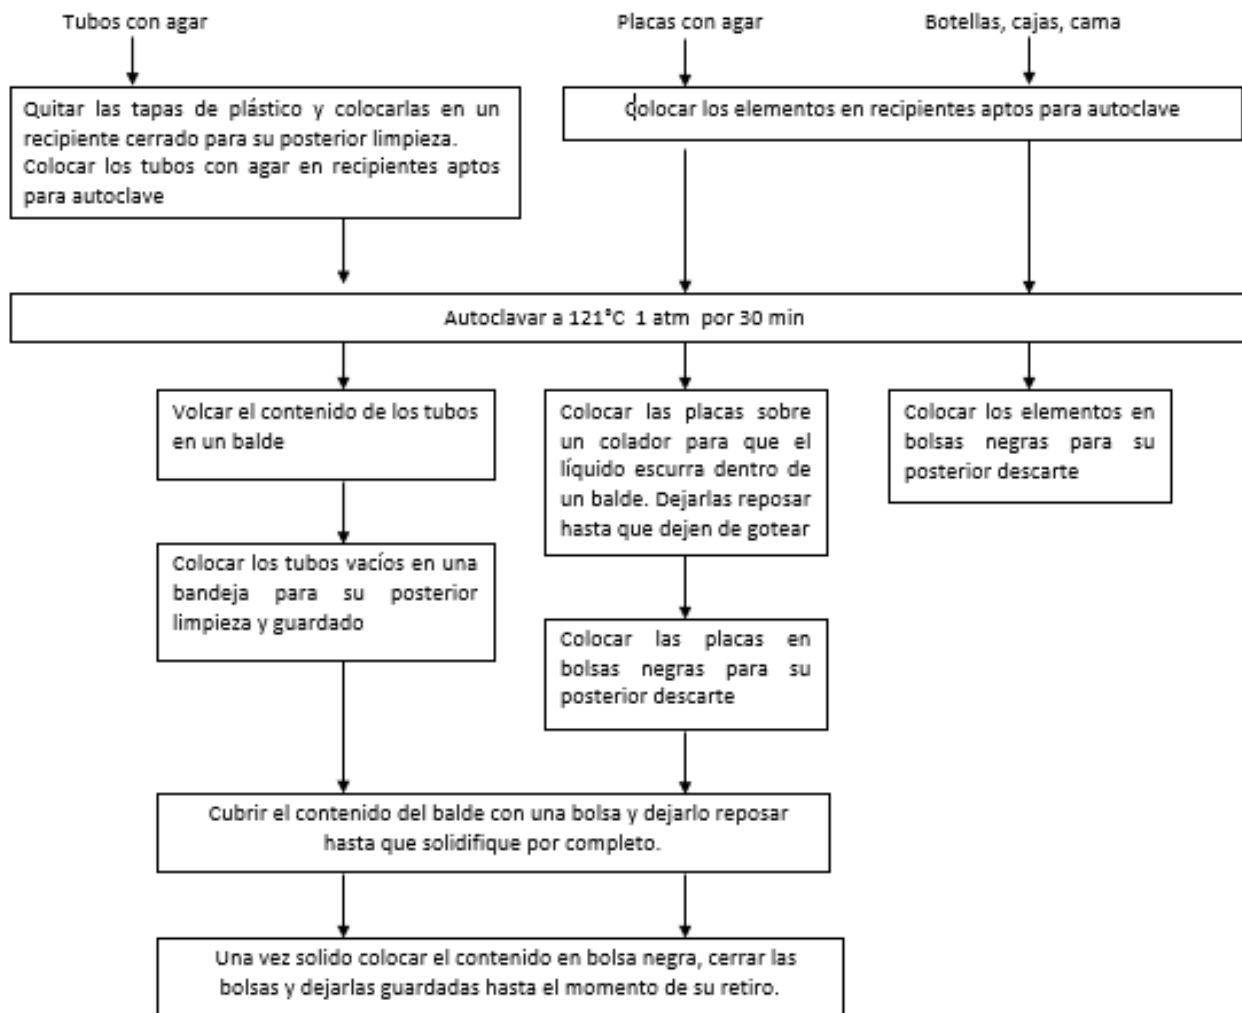 Tubos con agar
Placas con agar
Botellas, cajas, cama
Quitar las tapas de plástico y colocarlas en un
recipiente cerrado para su posterior limpieza.
Colocar los tubos con agar en recipientes aptos
para autoclave
Colocar los elementos en recipientes aptos para autoclave
Autoclavar a 121°C 1 atm por 30 min
Volcar el contenido de los tubos
en un balde
Colocar las placas sobre
un colador para que el
líquido escurra dentro de
un balde. Dejarlas reposar
hasta que dejen de gotear
Colocar los elementos en
bolsas negras para su
posterior descarte
Colocar los tubos vacíos en una
bandeja para su posterior
limpieza y guardado
Colocar las placas en
bolsas negras para su
posterior descarte
Cubrir el contenido del balde con una bolsa y dejarlo reposar
hasta que solidifique por completo.
Una vez solido colocar el contenido en bolsa negra, cerrar las
bolsas y dejarlas guardadas hasta el momento de su retiro.